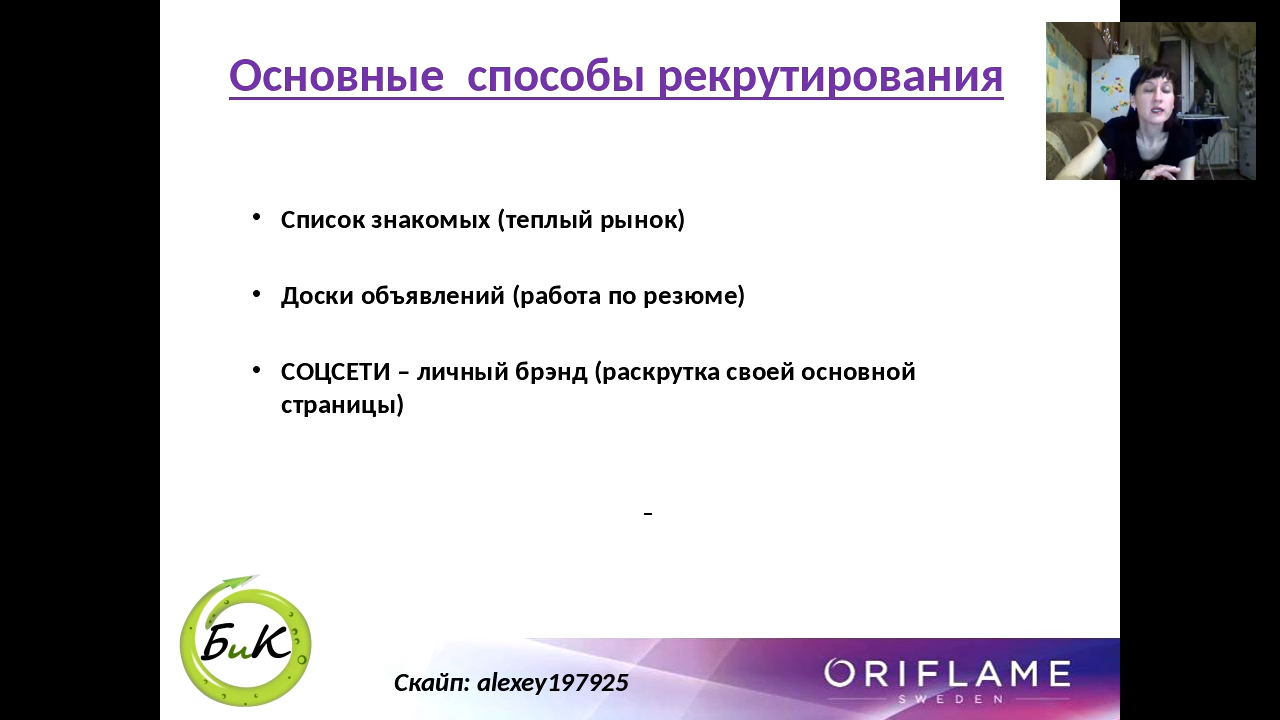 Основные  способы рекрутирования
• Список знакомых (теплый рынок)
• Доски объявлений (работа по резюме)
• СОЦСЕТИ – личный брэнд (раскрутка своей основной
страницы)
–
БиК
Скайп: alexey197925
ORIFLAME
SWEDEN